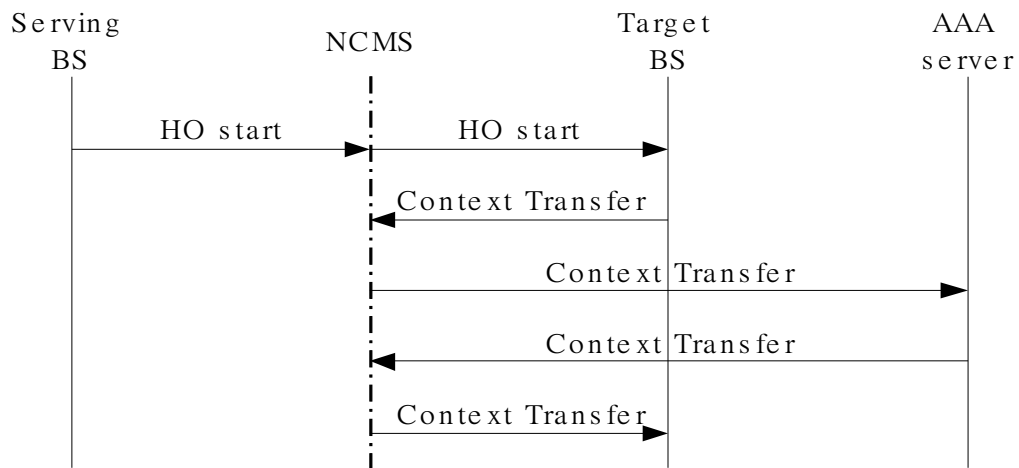 Serving
BS
NCMS
Target
BS
AAA
server
HO start
HO start
Context Transfer
Context Transfer
Context Transfer
Context Transfer